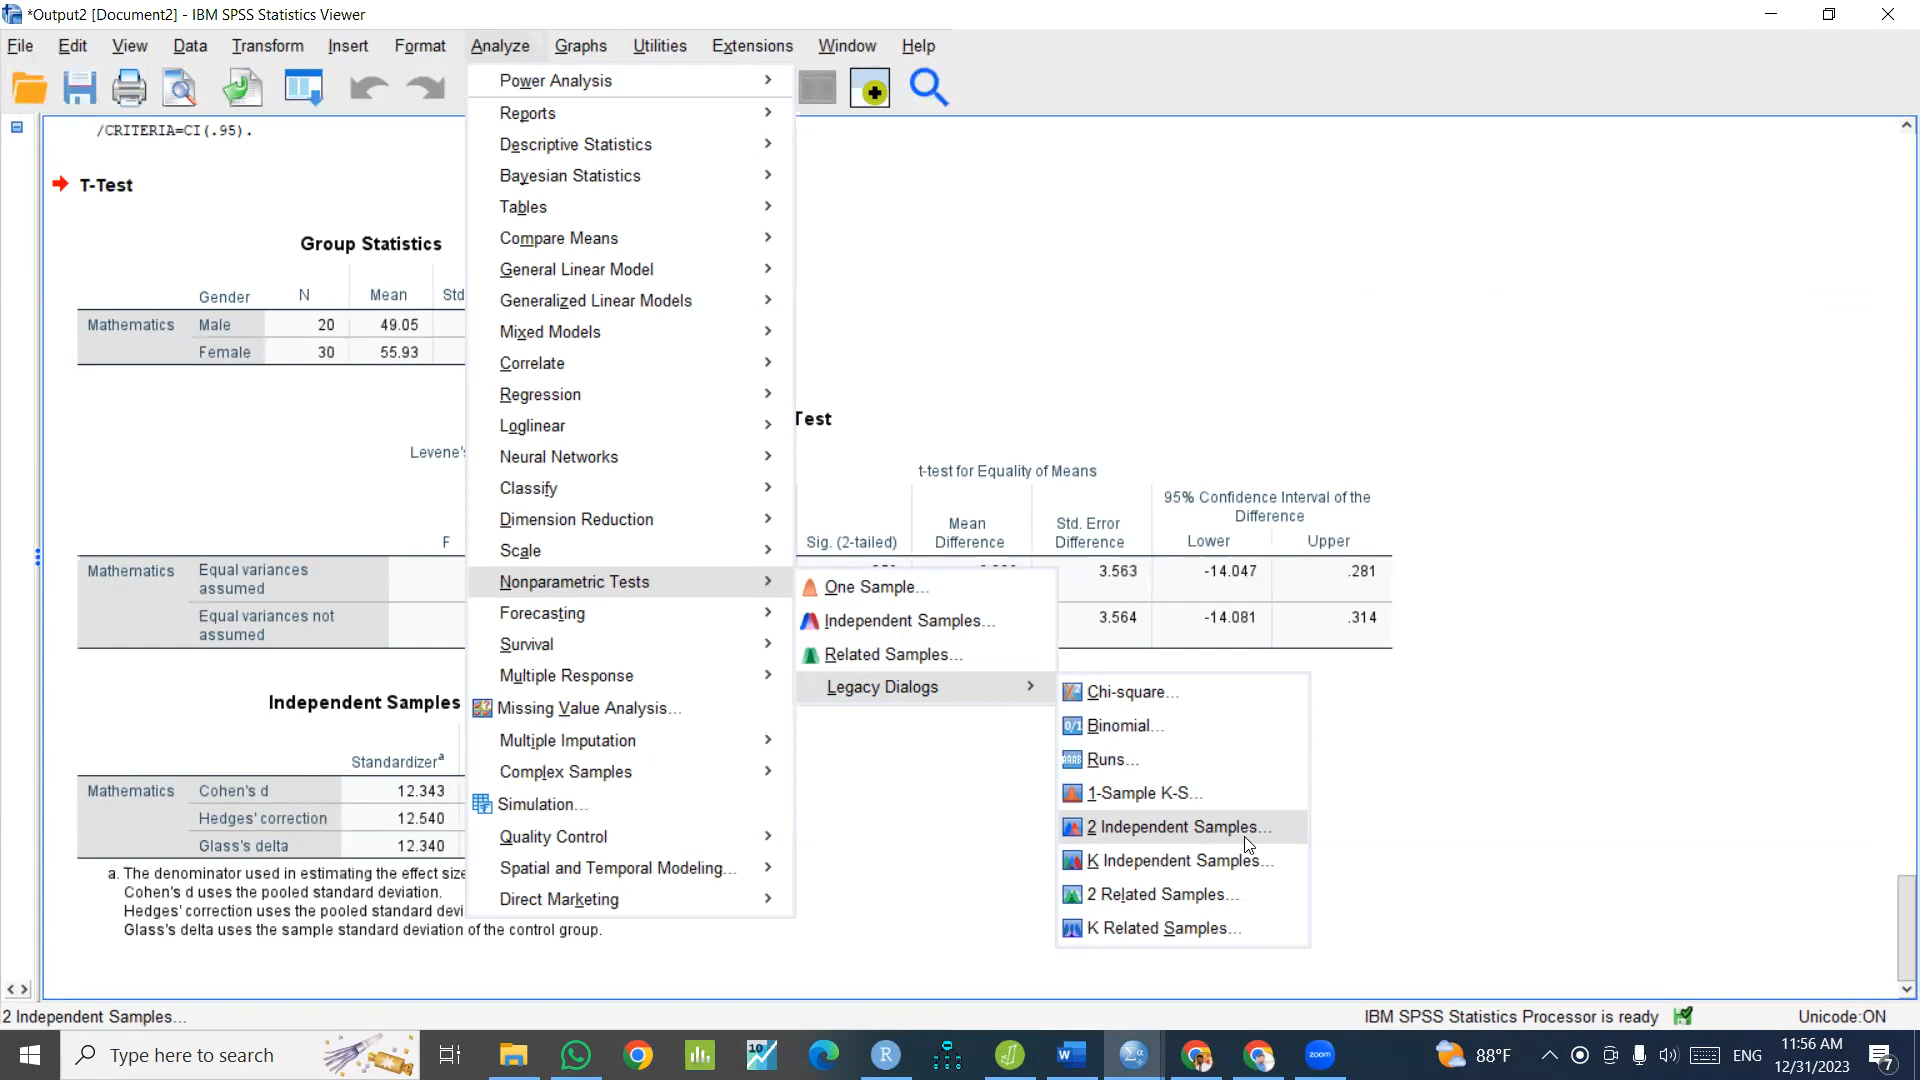 *Output2 [Document2] - IBM SPSS Statistics Viewer
File Edit View Data Transform Insert Format Analyze Graphs Utilities Extensions Window Help
/CRITERIA=CI(.95).
T-Test
Group Statistics
Gender N Mean Std
Mathematics Male 20 49.05
Female 30 55.93
Test
Levene's
t-test for Equality of Means
95% Confidence Interval of the
Difference
F Sig. (2-tailed) Mean Difference Std. Error Difference Lower Upper
Mathematics Equal variances assumed 3.563 -14.047 .281
Equal variances not assumed 3.564 -14.081 .314
Independent Samples
Standardizerª
Mathematics Cohen's d 12.343
Hedges' correction 12.540
Glass's delta 12.340
a. The denominator used in estimating the effect size
Cohen's d uses the pooled standard deviation.
Hedges' correction uses the pooled standard devi
Glass's delta uses the sample standard deviation of the control group.
Power Analysis
Reports
Descriptive Statistics
Bayesian Statistics
Tables
Compare Means
General Linear Model
Generalized Linear Models
Mixed Models
Correlate
Regression
Loglinear
Neural Networks
Classify
Dimension Reduction
Scale
Nonparametric Tests
Forecasting
Survival
Multiple Response
Missing Value Analysis...
Multiple Imputation
Complex Samples
Simulation...
Quality Control
Spatial and Temporal Modeling...
Direct Marketing
One Sample...
Independent Samples...
Related Samples...
Legacy Dialogs
Chi-square...
Binomial...
Runs...
1-Sample K-S...
2 Independent Samples...
K Independent Samples...
2 Related Samples...
K Related Samples...
2 Independent Samples...
IBM SPSS Statistics Processor is ready
Unicode:ON
Type here to search
zoom
88°F
ENG
11:56 AM
12/31/2023
7